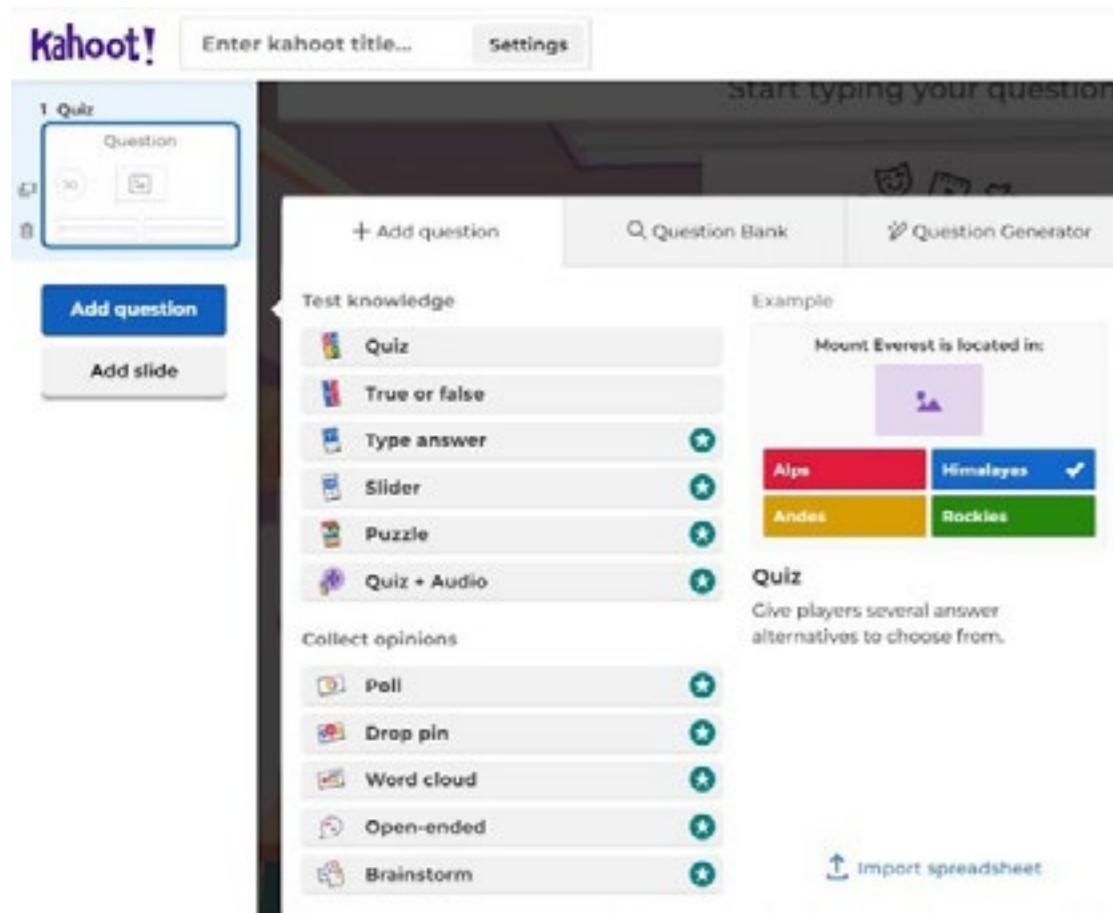 Kahoot!
Enter kahoot title...
Settings
1 Quiz
Question
30
Add question
Add slide
Start typing your question
+ Add question
Question Bank
Question Generator
Test knowledge
Quiz
True or false
Type answer
Slider
Puzzle
Quiz + Audio
Collect opinions
Poll
Drop pin
Word cloud
Open-ended
Brainstorm
Example
Mount Everest is located in:
Alps
Himalayas
Andes
Rockies
Quiz
Give players several answer
alternatives to choose from.
Import spreadsheet